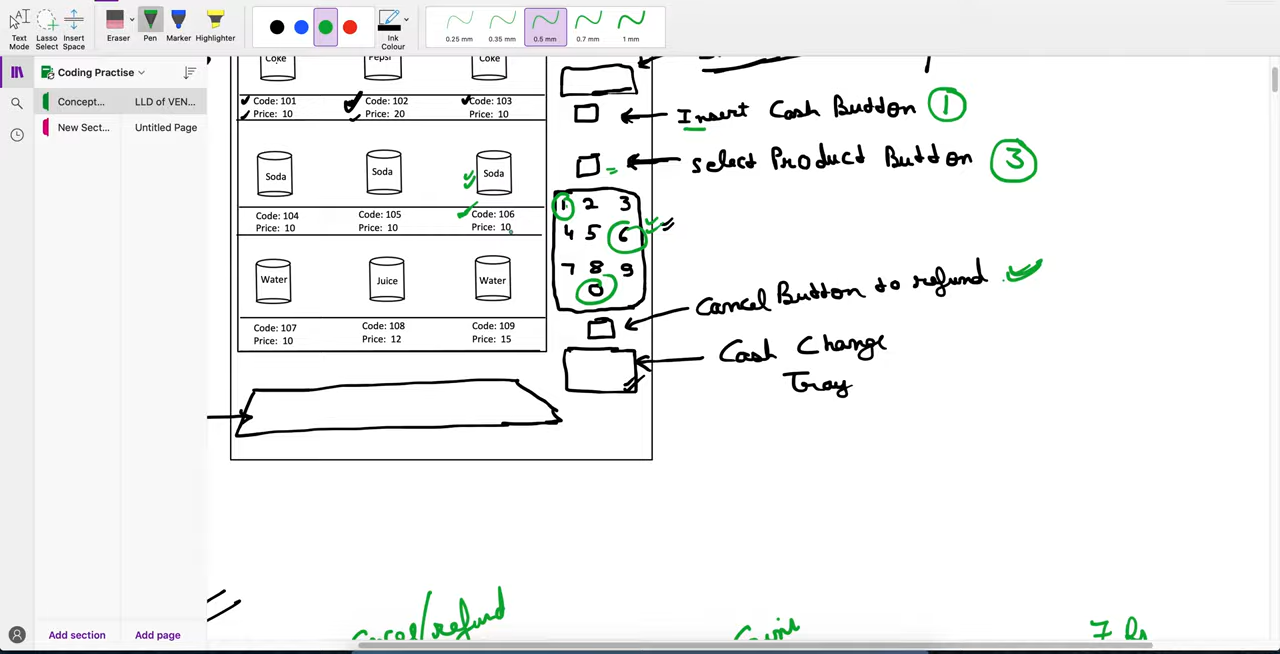 Text Mode
Lasso Select
Insert Space
Eraser
Pen
Marker
Highlighter
Ink Colour
0.25 mm
0.35 mm
0.5 mm
0.7 mm
1 mm
Coding Practise
Concept...
LLD of VEN...
New Sect...
Untitled Page
Coke
Pepsi
Coke
Code: 101
Price: 10
Code: 102
Price: 20
Code: 103
Price: 10
Soda
Soda
Soda
Code: 104
Price: 10
Code: 105
Price: 10
Code: 106
Price: 10
Water
Juice
Water
Code: 107
Price: 10
Code: 108
Price: 12
Code: 109
Price: 15
Insert Cash Button 1
Select Product Button 3
1 2 3
4 5 6
7 8 9
0
Cancel Button to refund
Cash Change
Tray
Cancel/refund
7 Rs
Add section
Add page